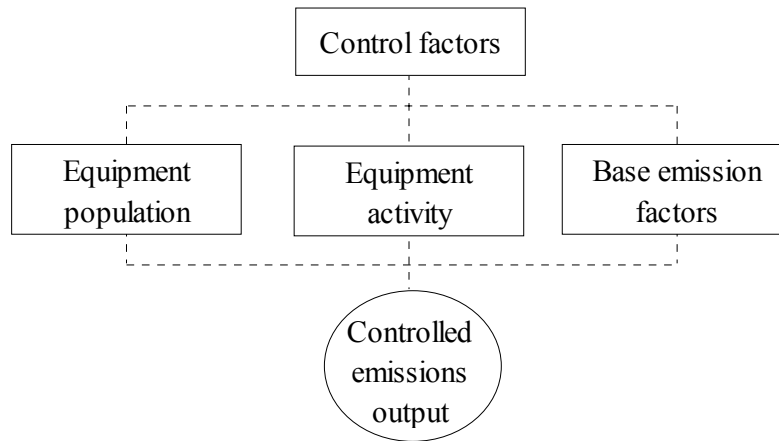 Control factors
Equipment
population
Equipment
activity
Base emission
factors
Controlled
emissions
output